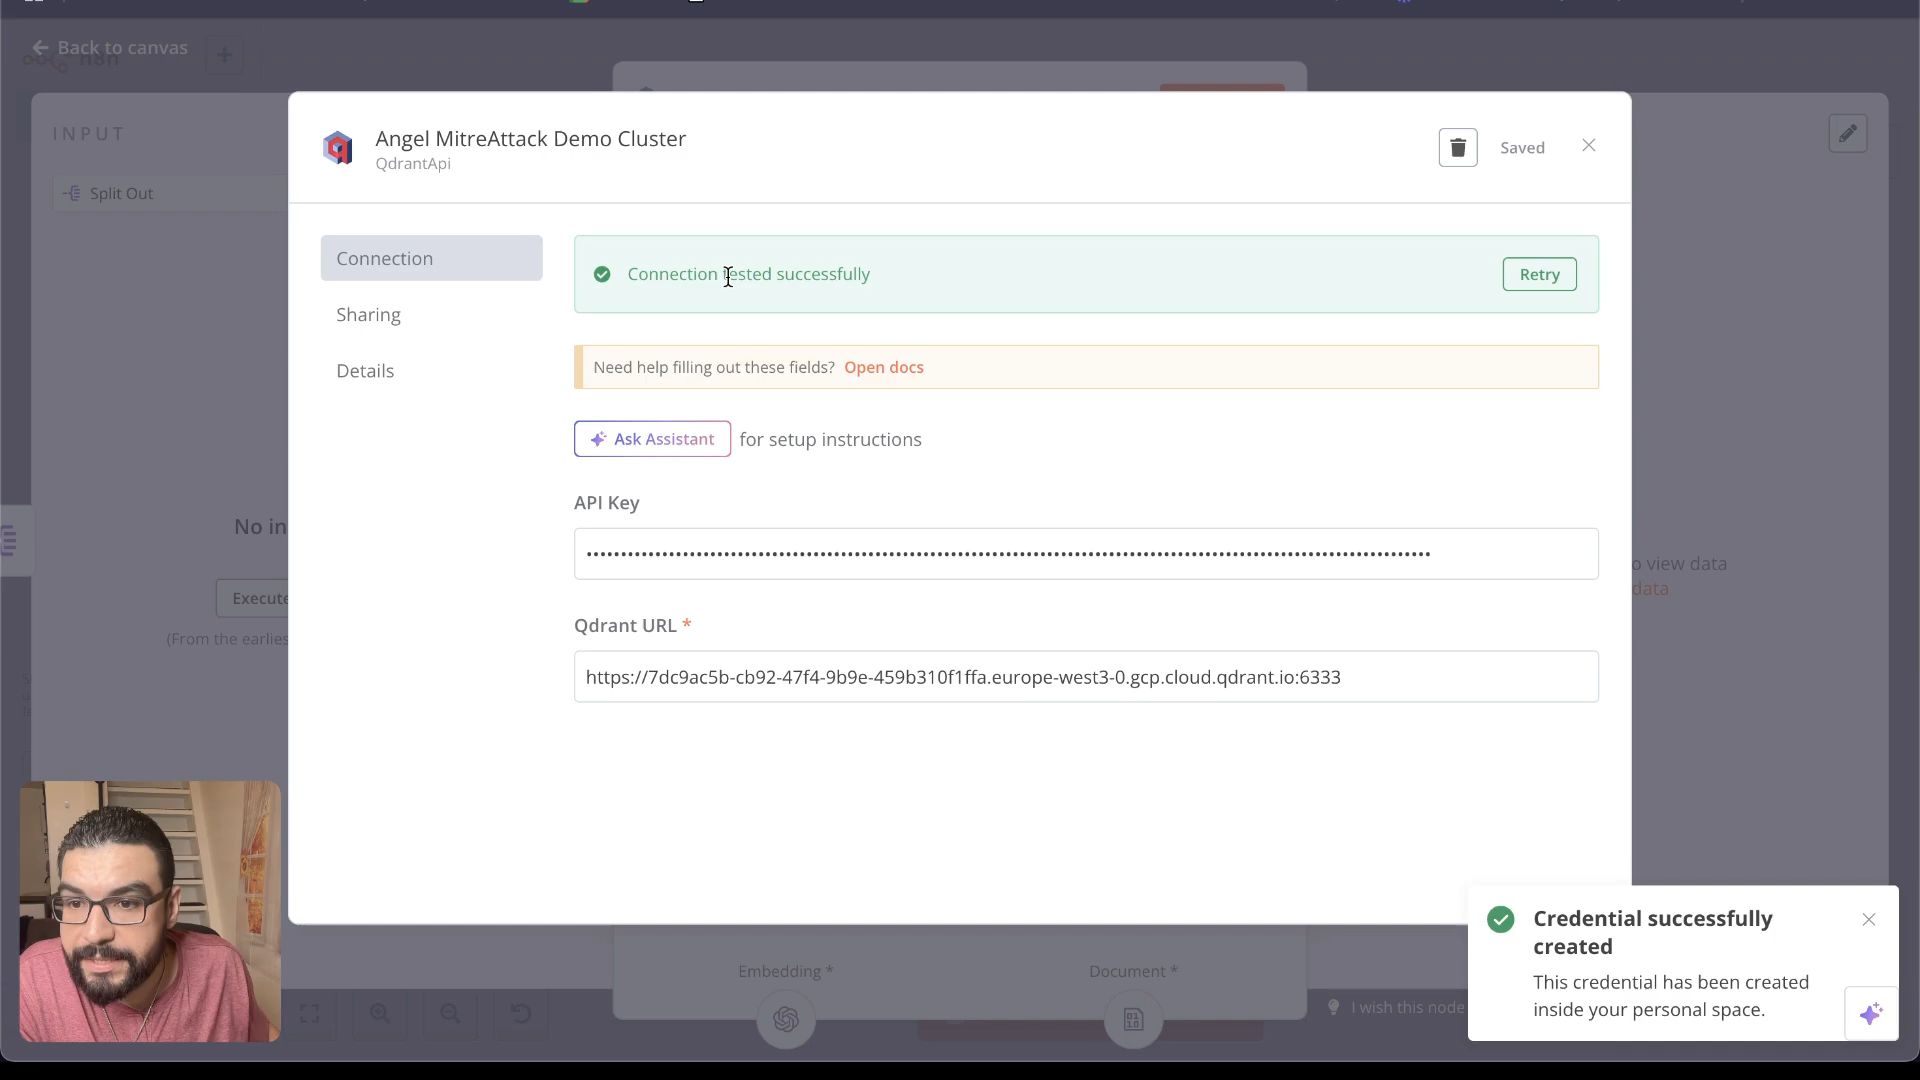 Back to canvas
n8n
INPUT
Split Out
No in
Execute
(From the earlies
Angel MitreAttack Demo Cluster
QdrantApi
Saved
Connection
Sharing
Details
Connection tested successfully
Retry
Need help filling out these fields? Open docs
Ask Assistant for setup instructions
API Key
Qdrant URL *
https://7dc9ac5b-cb92-47f4-9b9e-459b310f1ffa.europe-west3-0.gcp.cloud.qdrant.io:6333
o view data
data
Embedding *
Document *
I wish this node
Credential successfully
created
This credential has been created
inside your personal space.